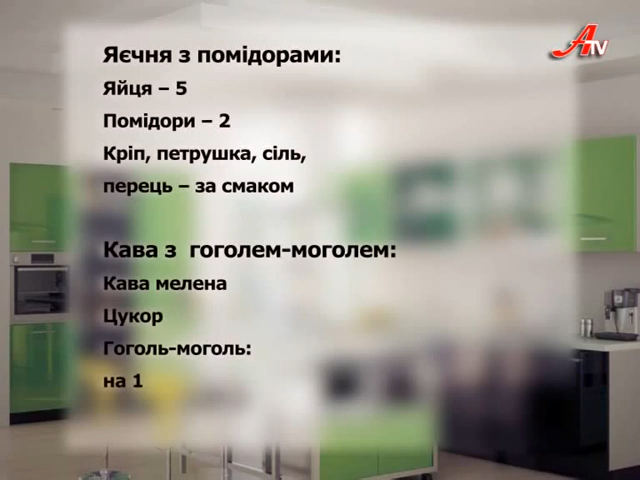 Яєчня з помідорами:
Яйця – 5
Помідори – 2
Кріп, петрушка, сіль,
перець – за смаком
Кава з гоголем-моголем:
Кава мелена
Цукор
Гоголь-моголь:
на 1
ATV